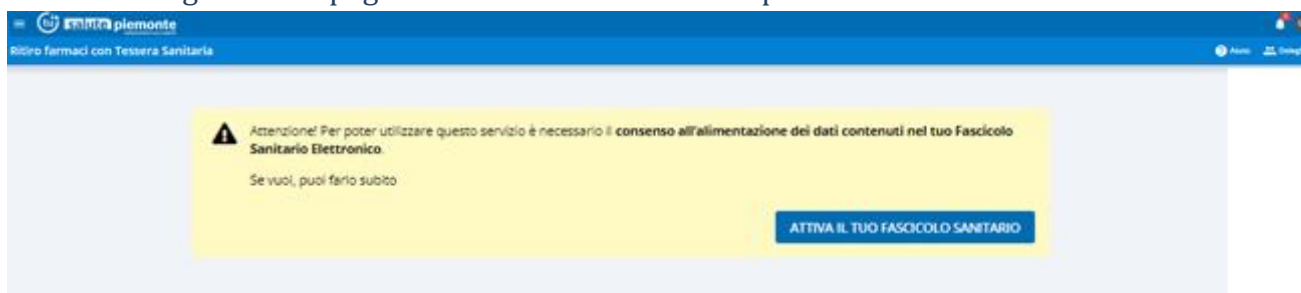 salute piemonte
Ritiro farmaci con Tessera Sanitaria
Aiuto
Attenzione! Per poter utilizzare questo servizio è necessario il consenso all'alimentazione dei dati contenuti nel tuo Fascicolo
Sanitario Elettronico.
Se vuoi, puoi farlo subito
ATTIVA IL TUO FASCICOLO SANITARIO